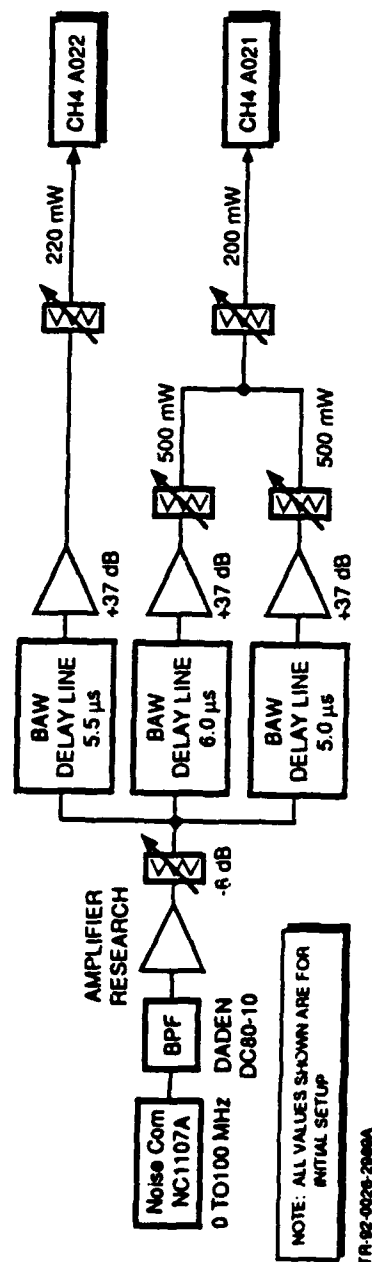 Noise Com
NC1107A
0 TO100 MHz
BPF
DADEN
DC80-10
AMPLIFIER
RESEARCH
-6 dB
BAW
DELAY LINE
5.5 µs
+37 dB
220 mW
CH4 A022
BAW
DELAY LINE
6.0 µs
+37 dB
500 mW
BAW
DELAY LINE
5.0 µs
+37 dB
500 mW
200 mW
CH4 A021
NOTE: ALL VALUES SHOWN ARE FOR
INITIAL SETUP